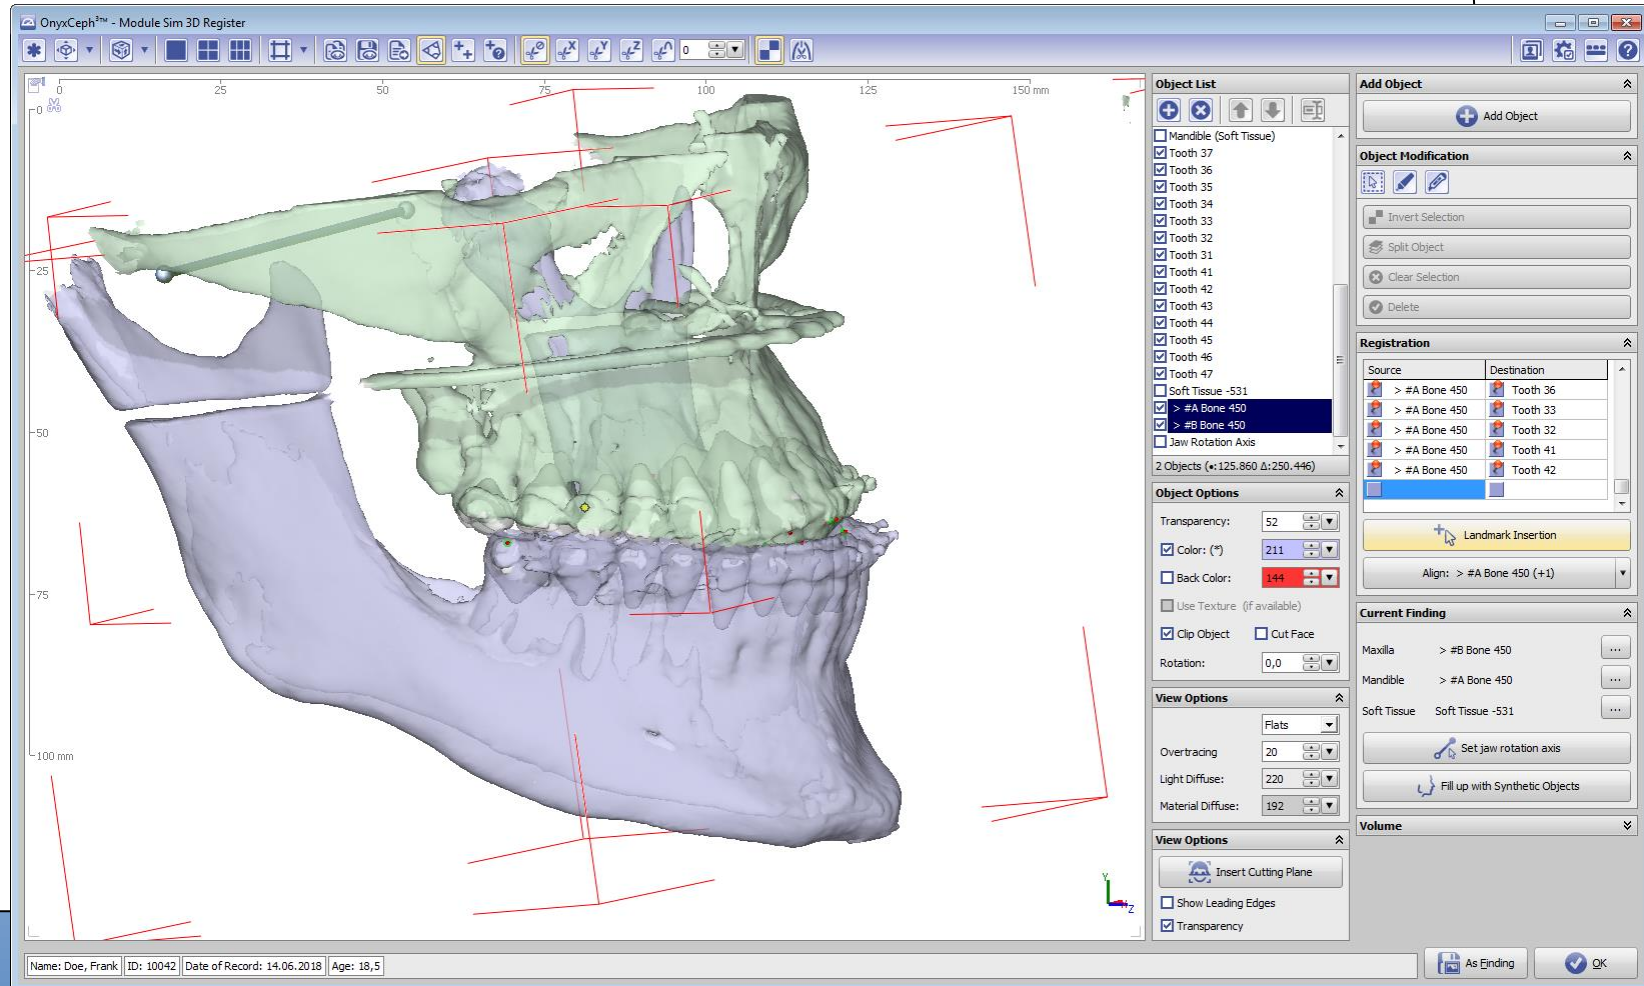 OnyxCeph³™ - Module Sim 3D Register
0
0 25 50 75 100 125 150 mm
0
25
50
75
100 mm
Y
Z
Object List
Mandible (Soft Tissue)
Tooth 37
Tooth 36
Tooth 35
Tooth 34
Tooth 33
Tooth 32
Tooth 31
Tooth 41
Tooth 42
Tooth 43
Tooth 44
Tooth 45
Tooth 46
Tooth 47
Soft Tissue -531
> #A Bone 450
> #B Bone 450
Jaw Rotation Axis
2 Objects (•:125.860 Δ:250.446)
Object Options
Transparency: 52
Color: (*) 211
Back Color: 144
Use Texture (if available)
Clip Object Cut Face
Rotation: 0,0
View Options
Flats
Overtracing 20
Light Diffuse: 220
Material Diffuse: 192
View Options
Insert Cutting Plane
Show Leading Edges
Transparency
Add Object
Add Object
Object Modification
Invert Selection
Split Object
Clear Selection
Delete
Registration
Source Destination
> #A Bone 450 Tooth 36
> #A Bone 450 Tooth 33
> #A Bone 450 Tooth 32
> #A Bone 450 Tooth 41
> #A Bone 450 Tooth 42
Landmark Insertion
Align: > #A Bone 450 (+1)
Current Finding
Maxilla > #B Bone 450 ...
Mandible > #A Bone 450 ...
Soft Tissue Soft Tissue -531 ...
Set jaw rotation axis
Fill up with Synthetic Objects
Volume
Name: Doe, Frank ID: 10042 Date of Record: 14.06.2018 Age: 18,5
As Finding OK